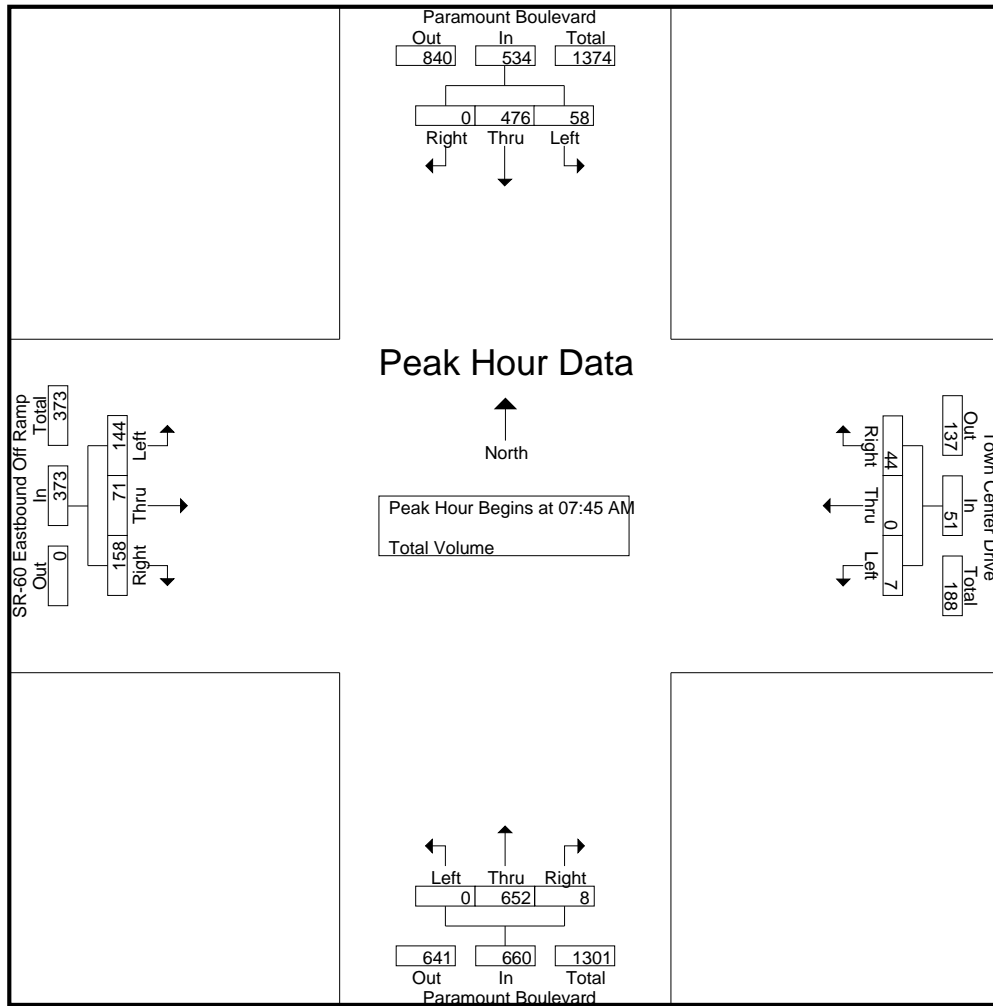 Paramount Boulevard
Out In Total
840 534 1374
0 476 58
Right Thru Left
Peak Hour Data
North
Peak Hour Begins at 07:45 AM
Total Volume
SR-60 Eastbound Off Ramp
Out In Total
0 373 373
158 71 144
Right Thru Left
Town Center Drive
Out In Total
137 51 188
44 0 7
Right Thru Left
Left Thru Right
0 652 8
641 660 1301
Out In Total
Paramount Boulevard